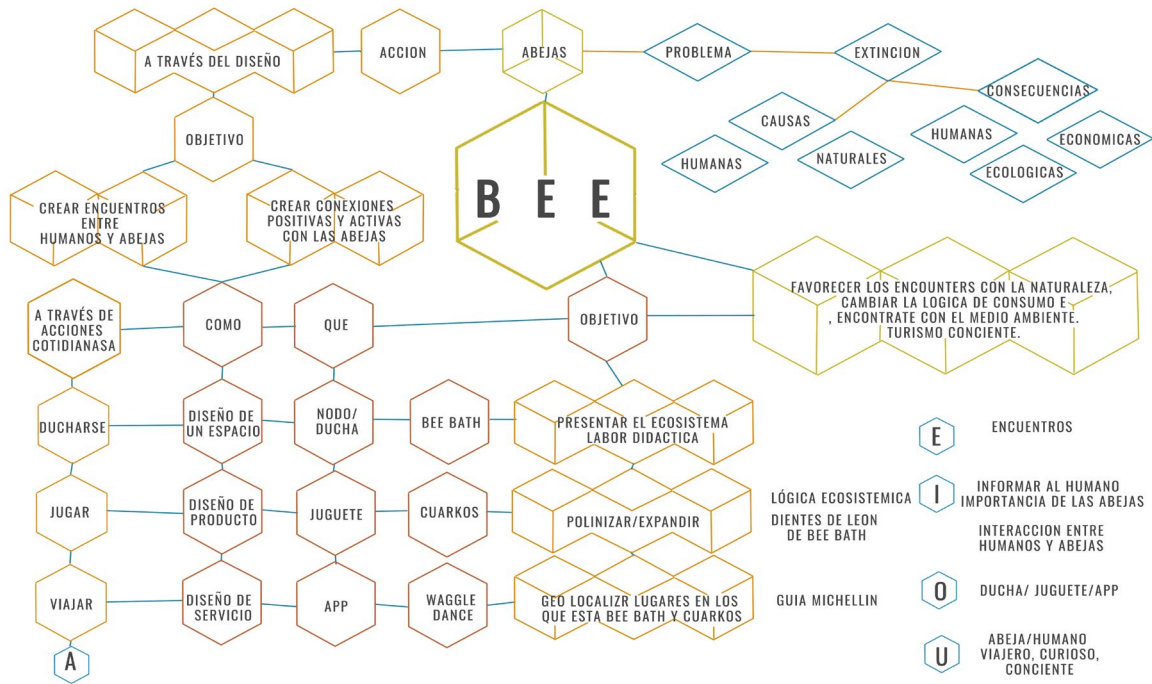 A TRAVÉS DEL DISEÑO
ACCION
ABEJAS
PROBLEMA
EXTINCION
CONSECUENCIAS
CAUSAS
HUMANAS
NATURALES
HUMANAS
ECONOMICAS
ECOLOGICAS
OBJETIVO
BEE
CREAR ENCUENTROS
ENTRE
HUMANOS Y ABEJAS
CREAR CONEXIONES
POSITIVAS Y ACTIVAS
CON LAS ABEJAS
FAVORECER LOS ENCOUNTERS CON LA NATURALEZA,
CAMBIAR LA LOGICA DE CONSUMO E
, ENCONTRATE CON EL MEDIO AMBIENTE.
TURISMO CONCIENTE.
A TRAVÉS DE
ACCIONES
COTIDIANASA
COMO
QUE
OBJETIVO
DUCHARSE
DISEÑO DE
UN ESPACIO
NODO/
DUCHA
BEE BATH
PRESENTAR EL ECOSISTEMA
LABOR DIDACTICA
JUGAR
DISEÑO DE
PRODUCTO
JUGUETE
CUARKOS
POLINIZAR/EXPANDIR
LÓGICA ECOSISTEMICA
DIENTES DE LEON
DE BEE BATH
VIAJAR
DISEÑO DE
SERVICIO
APP
WAGGLE
DANCE
GEO LOCALIZR LUGARES EN LOS
QUE ESTA BEE BATH Y CUARKOS
GUIA MICHELLIN
A
E
ENCUENTROS
I
INFORMAR AL HUMANO
IMPORTANCIA DE LAS ABEJAS
INTERACCION ENTRE
HUMANOS Y ABEJAS
O
DUCHA/ JUGUETE/APP
U
ABEJA/HUMANO
VIAJERO, CURIOSO,
CONCIENTE